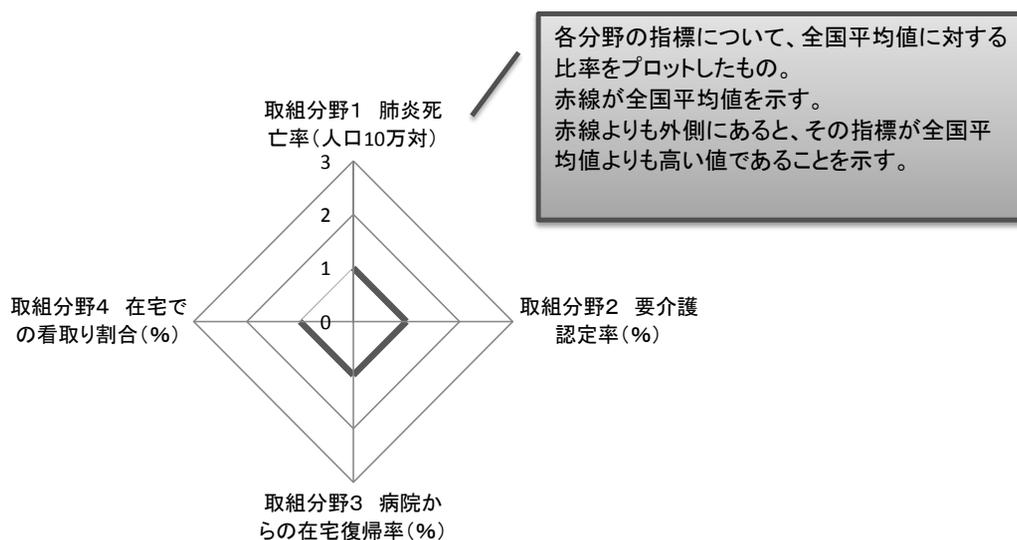 各分野の指標について、全国平均値に対する
比率をプロットしたもの。
赤線が全国平均値を示す。
赤線よりも外側にあると、その指標が全国平
均値よりも高い値であることを示す。
取組分野1　肺炎死
亡率(人口10万対)
3
2
1
0
取組分野4　在宅で
の看取り割合(%)
取組分野2　要介護
認定率(%)
取組分野3　病院か
らの在宅復帰率(%)